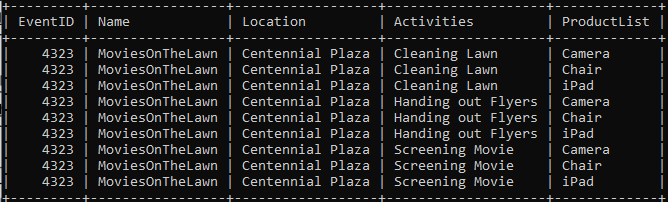 | EventID | Name | Location | Activities | ProductList |
| 4323 | MoviesOnTheLawn | Centennial Plaza | Cleaning Lawn | Camera |
| 4323 | MoviesOnTheLawn | Centennial Plaza | Cleaning Lawn | Chair |
| 4323 | MoviesOnTheLawn | Centennial Plaza | Cleaning Lawn | iPad |
| 4323 | MoviesOnTheLawn | Centennial Plaza | Handing out Flyers | Camera |
| 4323 | MoviesOnTheLawn | Centennial Plaza | Handing out Flyers | Chair |
| 4323 | MoviesOnTheLawn | Centennial Plaza | Handing out Flyers | iPad |
| 4323 | MoviesOnTheLawn | Centennial Plaza | Screening Movie | Camera |
| 4323 | MoviesOnTheLawn | Centennial Plaza | Screening Movie | Chair |
| 4323 | MoviesOnTheLawn | Centennial Plaza | Screening Movie | iPad |